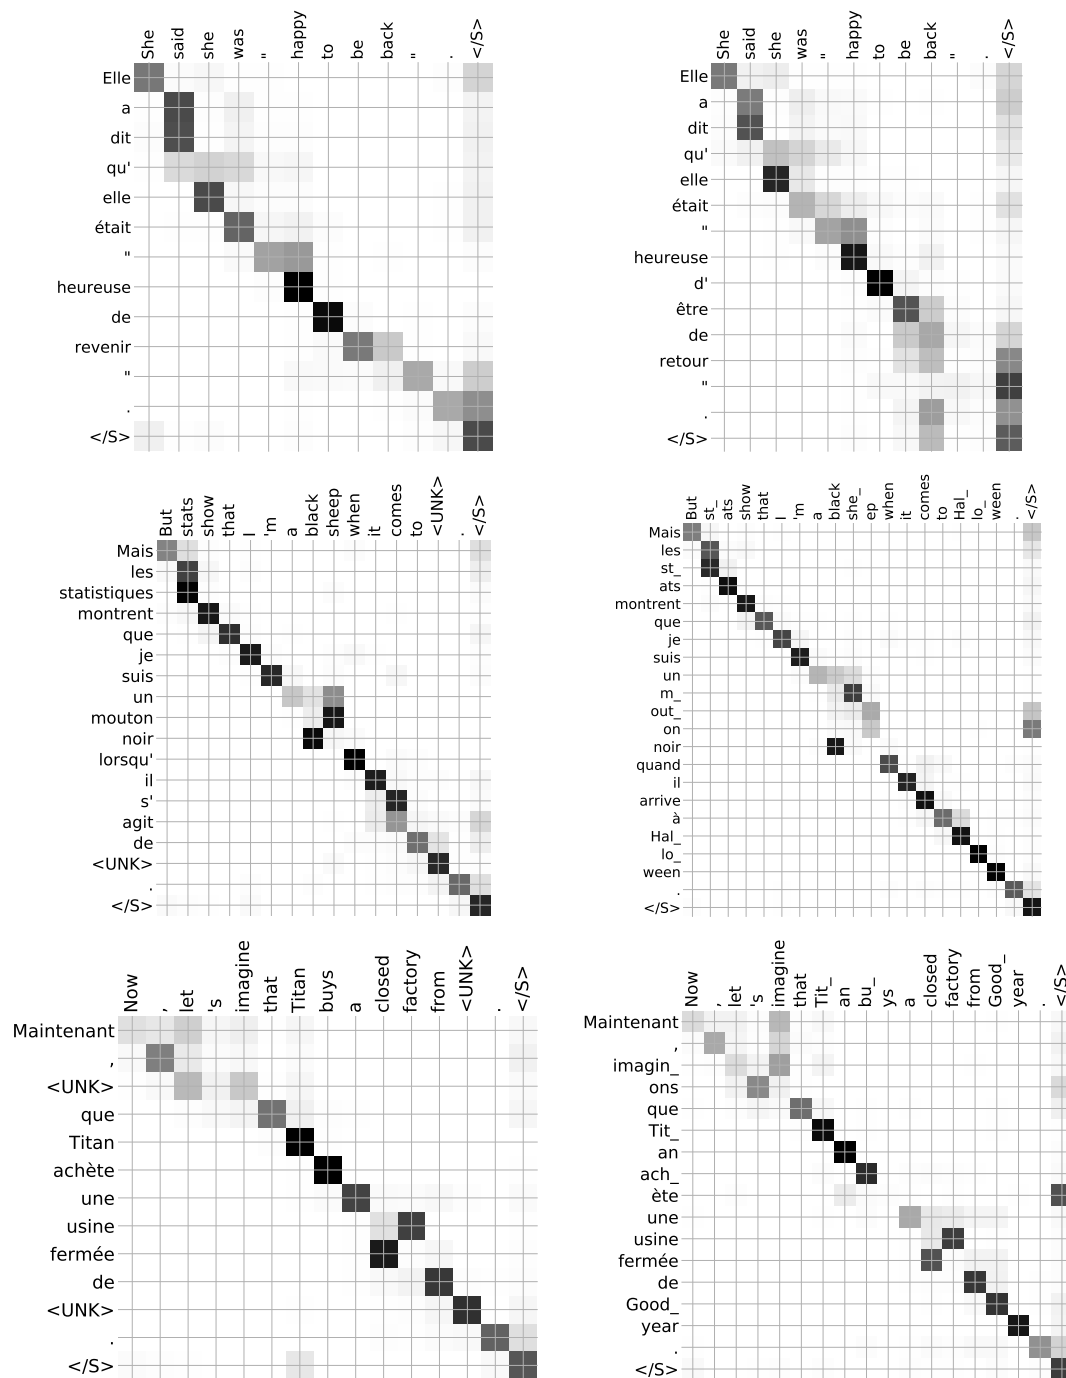 She said she was " happy to be back " . </S>
Elle
a
dit
qu'
elle
était
"
heureuse
de
revenir
"
.
</S>
She said she was " happy to be back " . </S>
Elle
a
dit
qu'
elle
était
"
heureuse
d'
être
de
retour
"
.
</S>
But stats show that I 'm a black sheep when it comes to <UNK> . </S>
Mais
les
statistiques
montrent
que
je
suis
un
mouton
noir
lorsqu'
il
s'
agit
de
<UNK>
.
</S>
But st_ ats show that I 'm a black she_ ep when it comes to Hal_ lo_ ween . </S>
Mais
les
st_
ats
montrent
que
je
suis
un
m_
out_
on
noir
quand
il
arrive
à
Hal_
lo_
ween
.
</S>
Now , let 's imagine that Titan buys a closed factory from <UNK> . </S>
Maintenant
,
<UNK>
que
Titan
achète
une
usine
fermée
de
<UNK>
.
</S>
Now , let 's imagine that Tit_ an bu_ ys a closed factory from Good_ year . </S>
Maintenant
,
imagin_
ons
que
Tit_
an
ach_
ète
une
usine
fermée
de
Good_
year
.
</S>